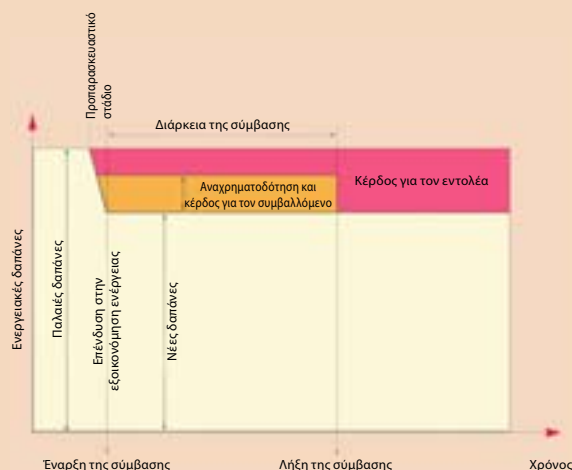 Προπαρασκευαστικό
στάδιο
Διάρκεια της σύμβασης
Αναχρηματοδότηση και
κέρδος για τον συμβαλλόμενο
Κέρδος για τον εντολέα
Ενεργειακές δαπάνες
Παλαιές δαπάνες
Επένδυση στην
εξοικονόμηση ενέργειας
Νέες δαπάνες
Έναρξη της σύμβασης
Λήξη της σύμβασης
Χρόνος